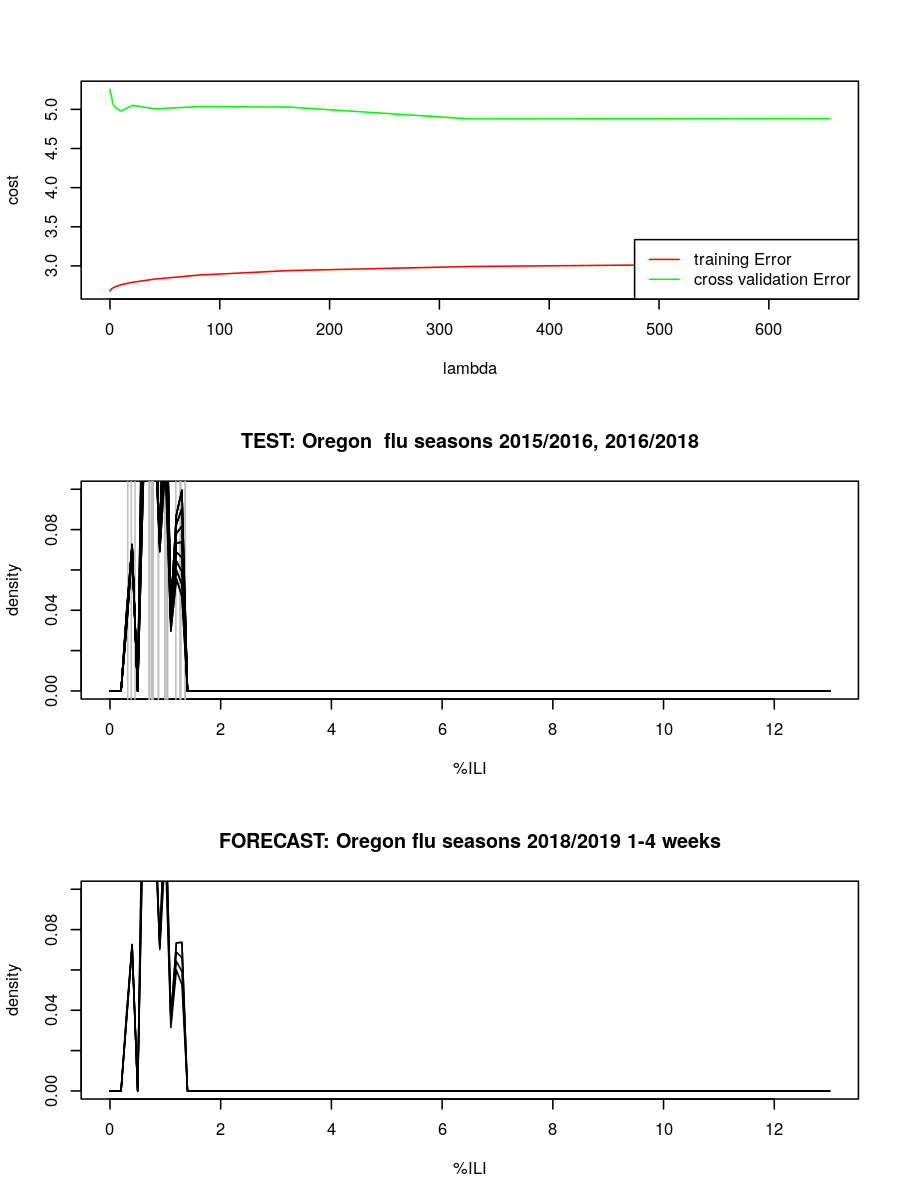 cost
5.0
4.5
4.0
3.5
3.0
training Error
cross validation Error
0 100 200 300 400 500 600
lambda
TEST: Oregon  flu seasons 2015/2016, 2016/2018
density
0.08
0.04
0.00
0 2 4 6 8 10 12
%ILI
FORECAST: Oregon flu seasons 2018/2019 1-4 weeks
density
0.08
0.04
0.00
0 2 4 6 8 10 12
%ILI